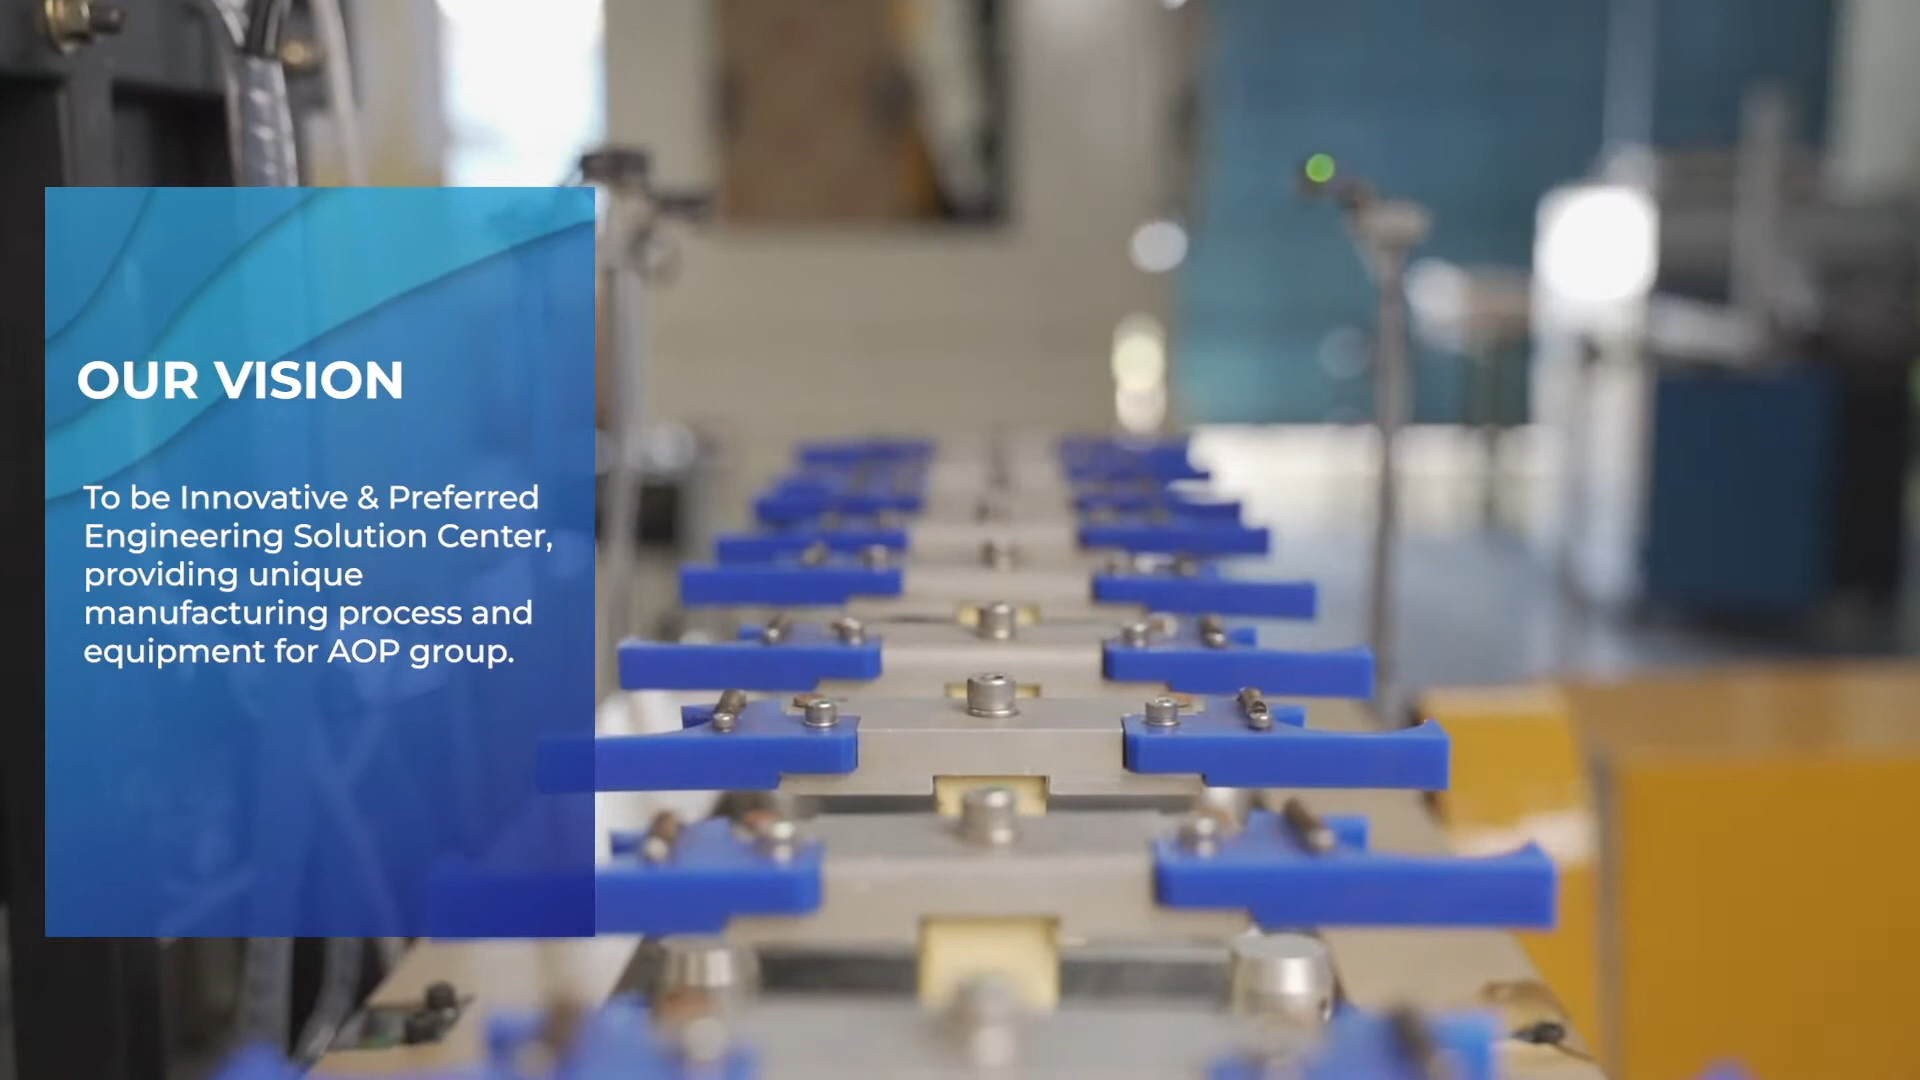 OUR VISION
To be Innovative & Preferred
Engineering Solution Center,
providing unique
manufacturing process and
equipment for AOP group.